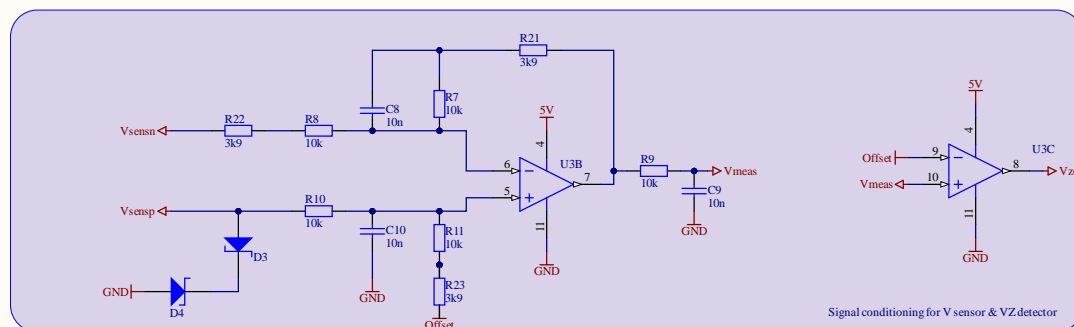 R21
3k9
C8
10n
R7
10k
5V
5V
Vsensn
R22
3k9
R8
10k
4
4
6
U3B
7
R9
10k
Vmeas
Offset
9
U3C
8
5
Vmeas
10
Vsensp
R10
10k
C9
10n
C10
10n
R11
10k
11
11
GND
D3
GND
GND
GND
D4
GND
R23
3k9
Offset
Signal conditioning for V sensor & VZ detector